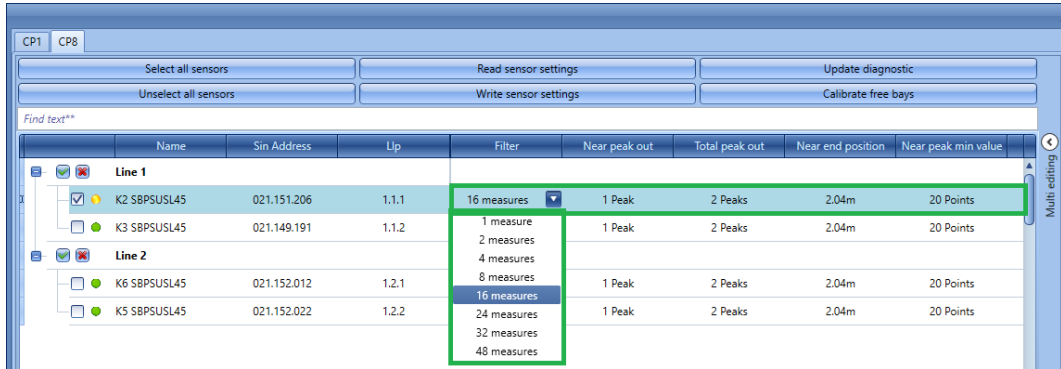 CP1 CP8
Select all sensors Read sensor settings Update diagnostic
Unselect all sensors Write sensor settings Calibrate free bays
Find text**
Name Sin Address Llp Filter Near peak out Total peak out Near end position Near peak min value
Multi editing
Line 1
K2 SBPSUSL45 021.151.206 1.1.1 16 measures 1 Peak 2 Peaks 2.04m 20 Points
1 measure
K3 SBPSUSL45 021.149.191 1.1.2 1 Peak 2 Peaks 2.04m 20 Points
2 measures
Line 2
4 measures
8 measures
K6 SBPSUSL45 021.152.012 1.2.1 1 Peak 2 Peaks 2.04m 20 Points
16 measures
K5 SBPSUSL45 021.152.022 1.2.2 1 Peak 2 Peaks 2.04m 20 Points
24 measures
32 measures
48 measures